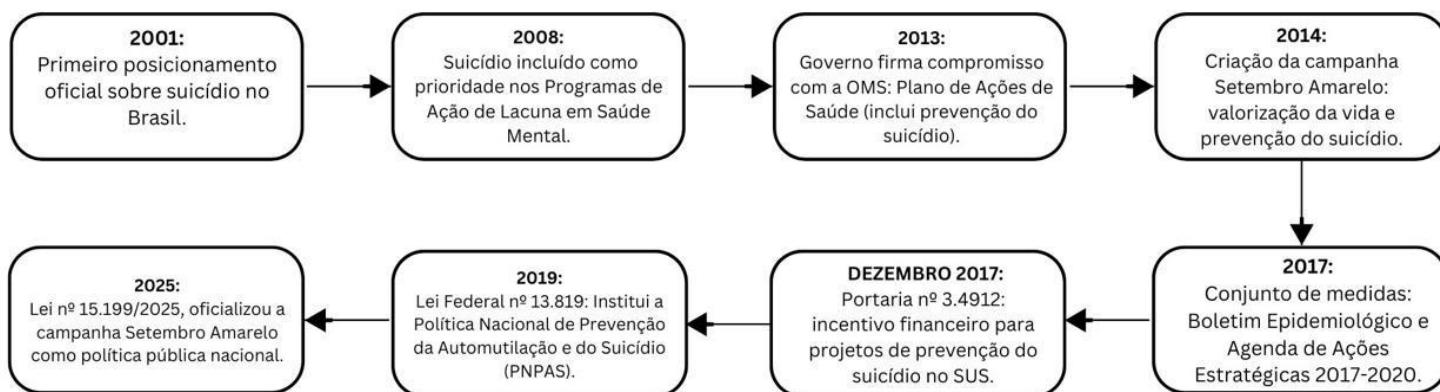 2001:
Primeiro posicionamento
oficial sobre suicídio no
Brasil.
2008:
Suicídio incluído como
prioridade nos Programas de
Ação de Lacuna em Saúde
Mental.
2013:
Governo firma compromisso
com a OMS: Plano de Ações de
Saúde (inclui prevenção do
suicídio).
2014:
Criação da campanha
Setembro Amarelo:
valorização da vida e
prevenção do suicídio.
2017:
Conjunto de medidas:
Boletim Epidemiológico e
Agenda de Ações
Estratégicas 2017-2020.
DEZEMBRO 2017:
Portaria nº 3.4912:
incentivo financeiro para
projetos de prevenção do
suicídio no SUS.
2019:
Lei Federal nº 13.819: Institui a
Política Nacional de Prevenção
da Automutilação e do Suicídio
(PNPAS).
2025:
Lei nº 15.199/2025, oficializou a
campanha Setembro Amarelo
como política pública nacional.